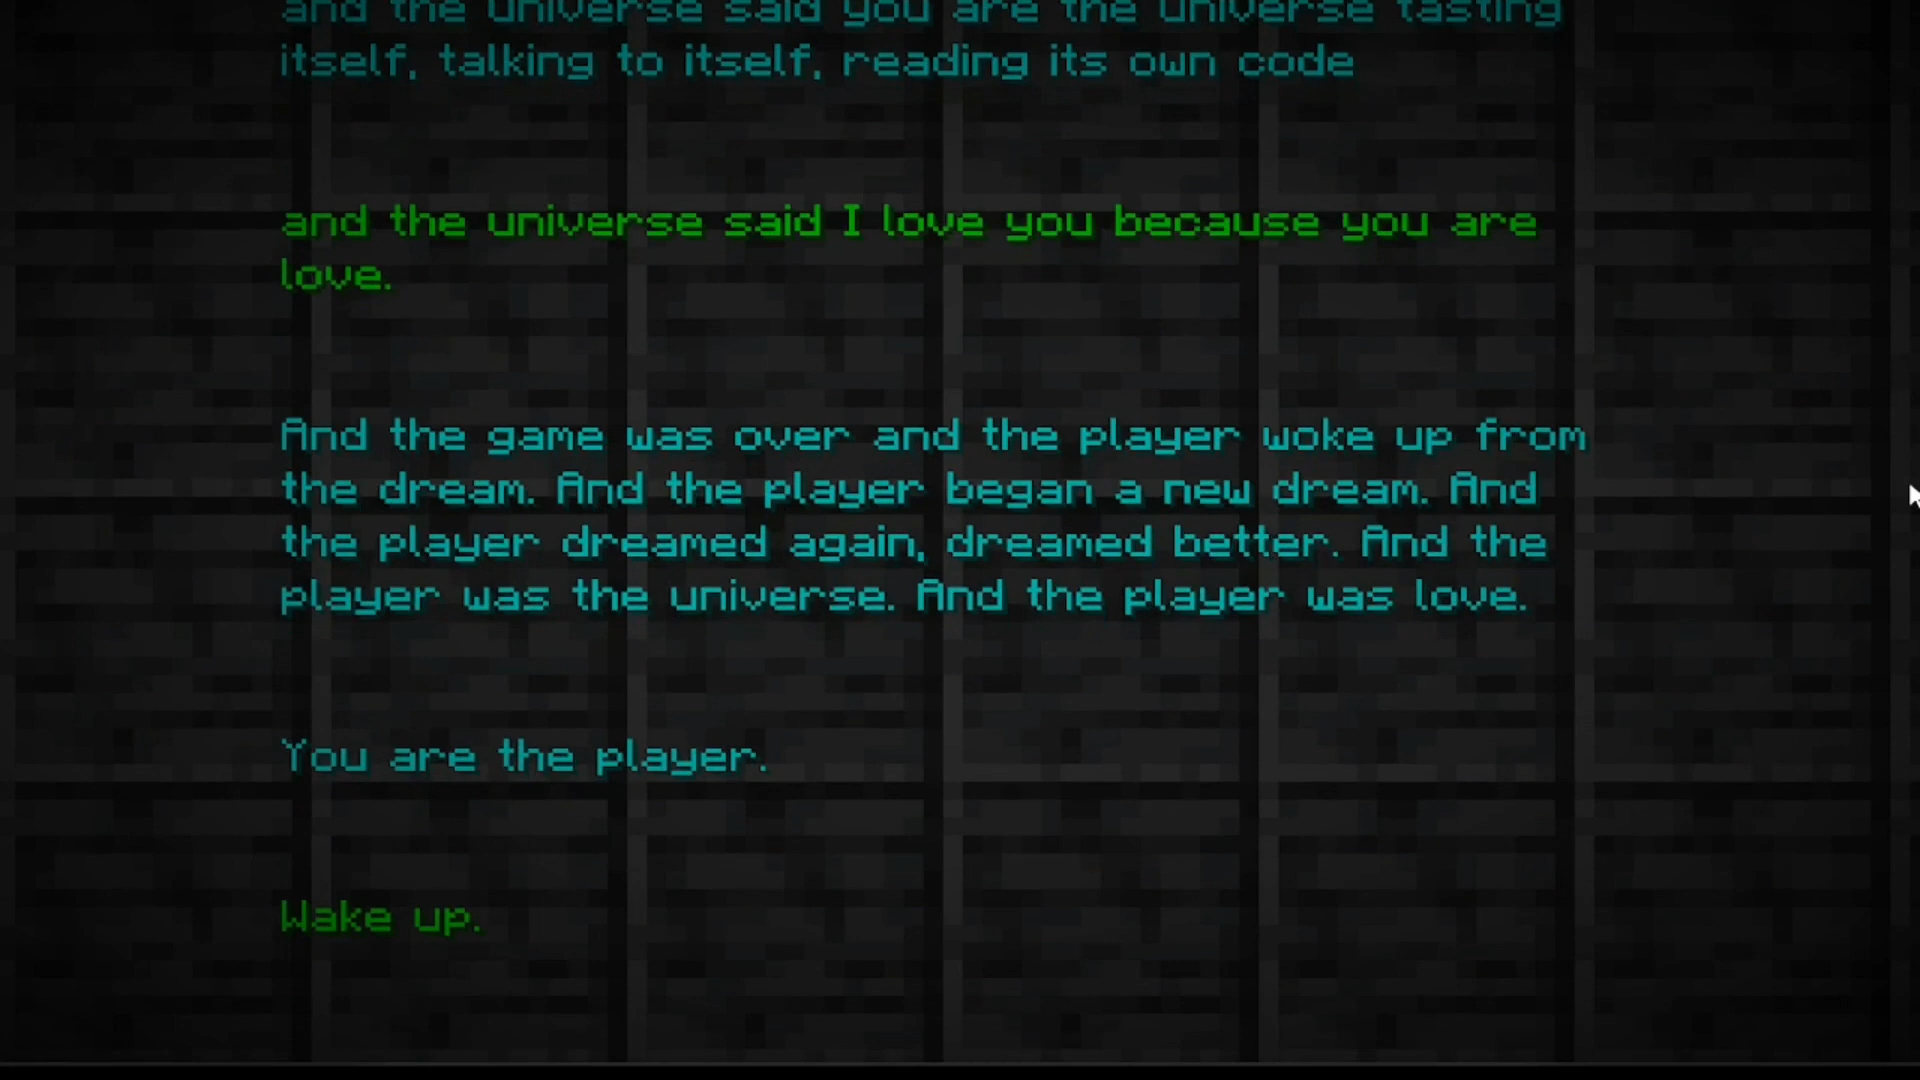 and the universe said you are the universe tasting
itself, talking to itself, reading its own code
and the universe said I love you because you are
love.
And the game was over and the player woke up from
the dream. And the player began a new dream. And
the player dreamed again, dreamed better. And the
player was the universe. And the player was love.
You are the player.
Wake up.